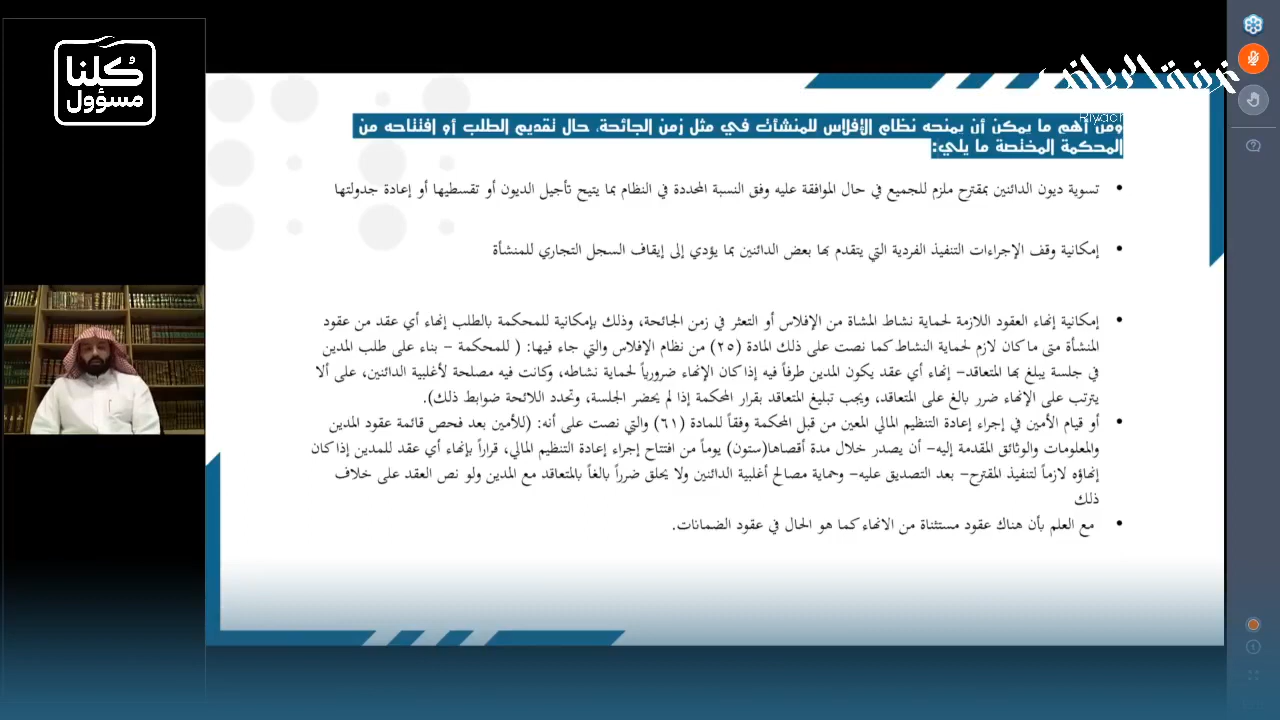 كلنا
مسؤول
غرفة الرياض
ومن أهم ما يمكن أن يمنحه نظام الإفلاس للمنشآت في مثل زمن الجائحة، حال تقديم الطلب أو افتتاحه من
المحكمة المختصة ما يلي:
• تسوية ديون الدائنين بمقترح ملزم للجميع في حال الموافقة عليه وفق النسبة المحددة في النظام بما يتيح تأجيل الديون أو تقسطيها أو إعادة جدولتها
• إمكانية وقف الإجراءات التنفيذ الفردية التي يتقدم بها بعض الدائنين بما يؤدي إلى إيقاف السجل التجاري للمنشأة
• إمكانية إنهاء العقود اللازمة لحماية نشاط المشاة من الإفلاس أو التعثر في زمن الجائحة، وذلك بإمكانية للمحكمة بالطلب إنهاء أي عقد من عقود
المنشأة متى ما كان لازم لحماية النشاط كما نصت على ذلك المادة (٢٥) من نظام الإفلاس والتي جاء فيها: ( للمحكمة – بناء على طلب المدين
في جلسة يبلغ بها المتعاقد– إنهاء أي عقد يكون المدين طرفاً فيه إذا كان الإنهاء ضرورياً لحماية نشاطه، وكانت فيه مصلحة لأغلبية الدائنين، على ألا
يترتب على الإنهاء ضرر بالغ على المتعاقد، ويجب تبليغ المتعاقد بقرار المحكمة إذا لم يحضر الجلسة، وتحدد اللائحة ضوابط ذلك).
• أو قيام الأمين في إجراء إعادة التنظيم المالي المعين من قبل المحكمة وفقاً للمادة (٦١) والتي نصت على أنه: (للأمين بعد فحص قائمة عقود المدين
والمعلومات والوثائق المقدمة إليه– أن يصدر خلال مدة أقصاها(ستون) يوماً من افتتاح إجراء إعادة التنظيم المالي، قراراً بإنهاء أي عقد للمدين إذا كان
إنهاؤه لازماً لتنفيذ المقترح– بعد التصديق عليه– وحماية مصالح أغلبية الدائنين ولا يحلق ضرراً بالغاً بالمتعاقد مع المدين ولو نص العقد على خلاف
ذلك
• مع العلم بأن هناك عقود مستثناة من الانهاء كما هو الحال في عقود الضمانات.